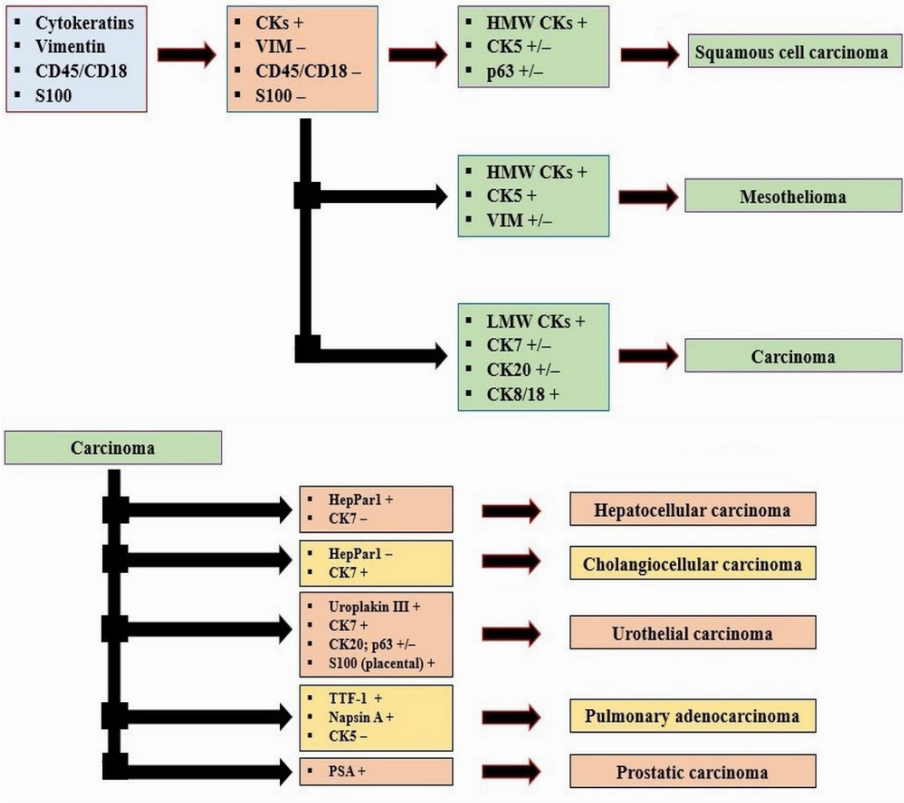 ▪ Cytokeratins
▪ Vimentin
▪ CD45/CD18
▪ S100
▪ CKs +
▪ VIM –
▪ CD45/CD18 –
▪ S100 –
▪ HMW CKs +
▪ CK5 +/–
▪ p63 +/–
Squamous cell carcinoma
▪ HMW CKs +
▪ CK5 +
▪ VIM +/–
Mesothelioma
▪ LMW CKs +
▪ CK7 +/–
▪ CK20 +/–
▪ CK8/18 +
Carcinoma
Carcinoma
▪ HepPar1 +
▪ CK7 –
Hepatocellular carcinoma
▪ HepPar1 –
▪ CK7 +
Cholangiocellular carcinoma
▪ Uroplakin III +
▪ CK7 +
▪ CK20; p63 +/–
▪ S100 (placental) +
Urothelial carcinoma
▪ TTF-1 +
▪ Napsin A +
▪ CK5 –
Pulmonary adenocarcinoma
▪ PSA +
Prostatic carcinoma